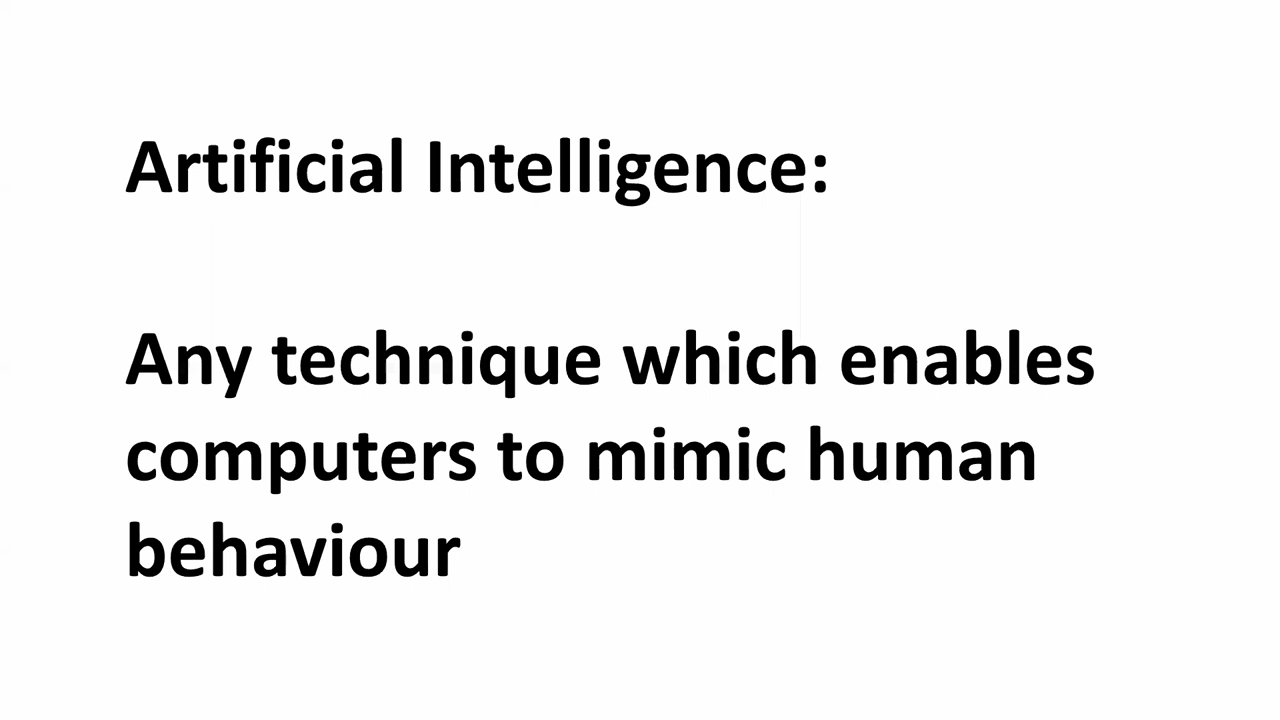 Artificial Intelligence:
Any technique which enables
computers to mimic human
behaviour